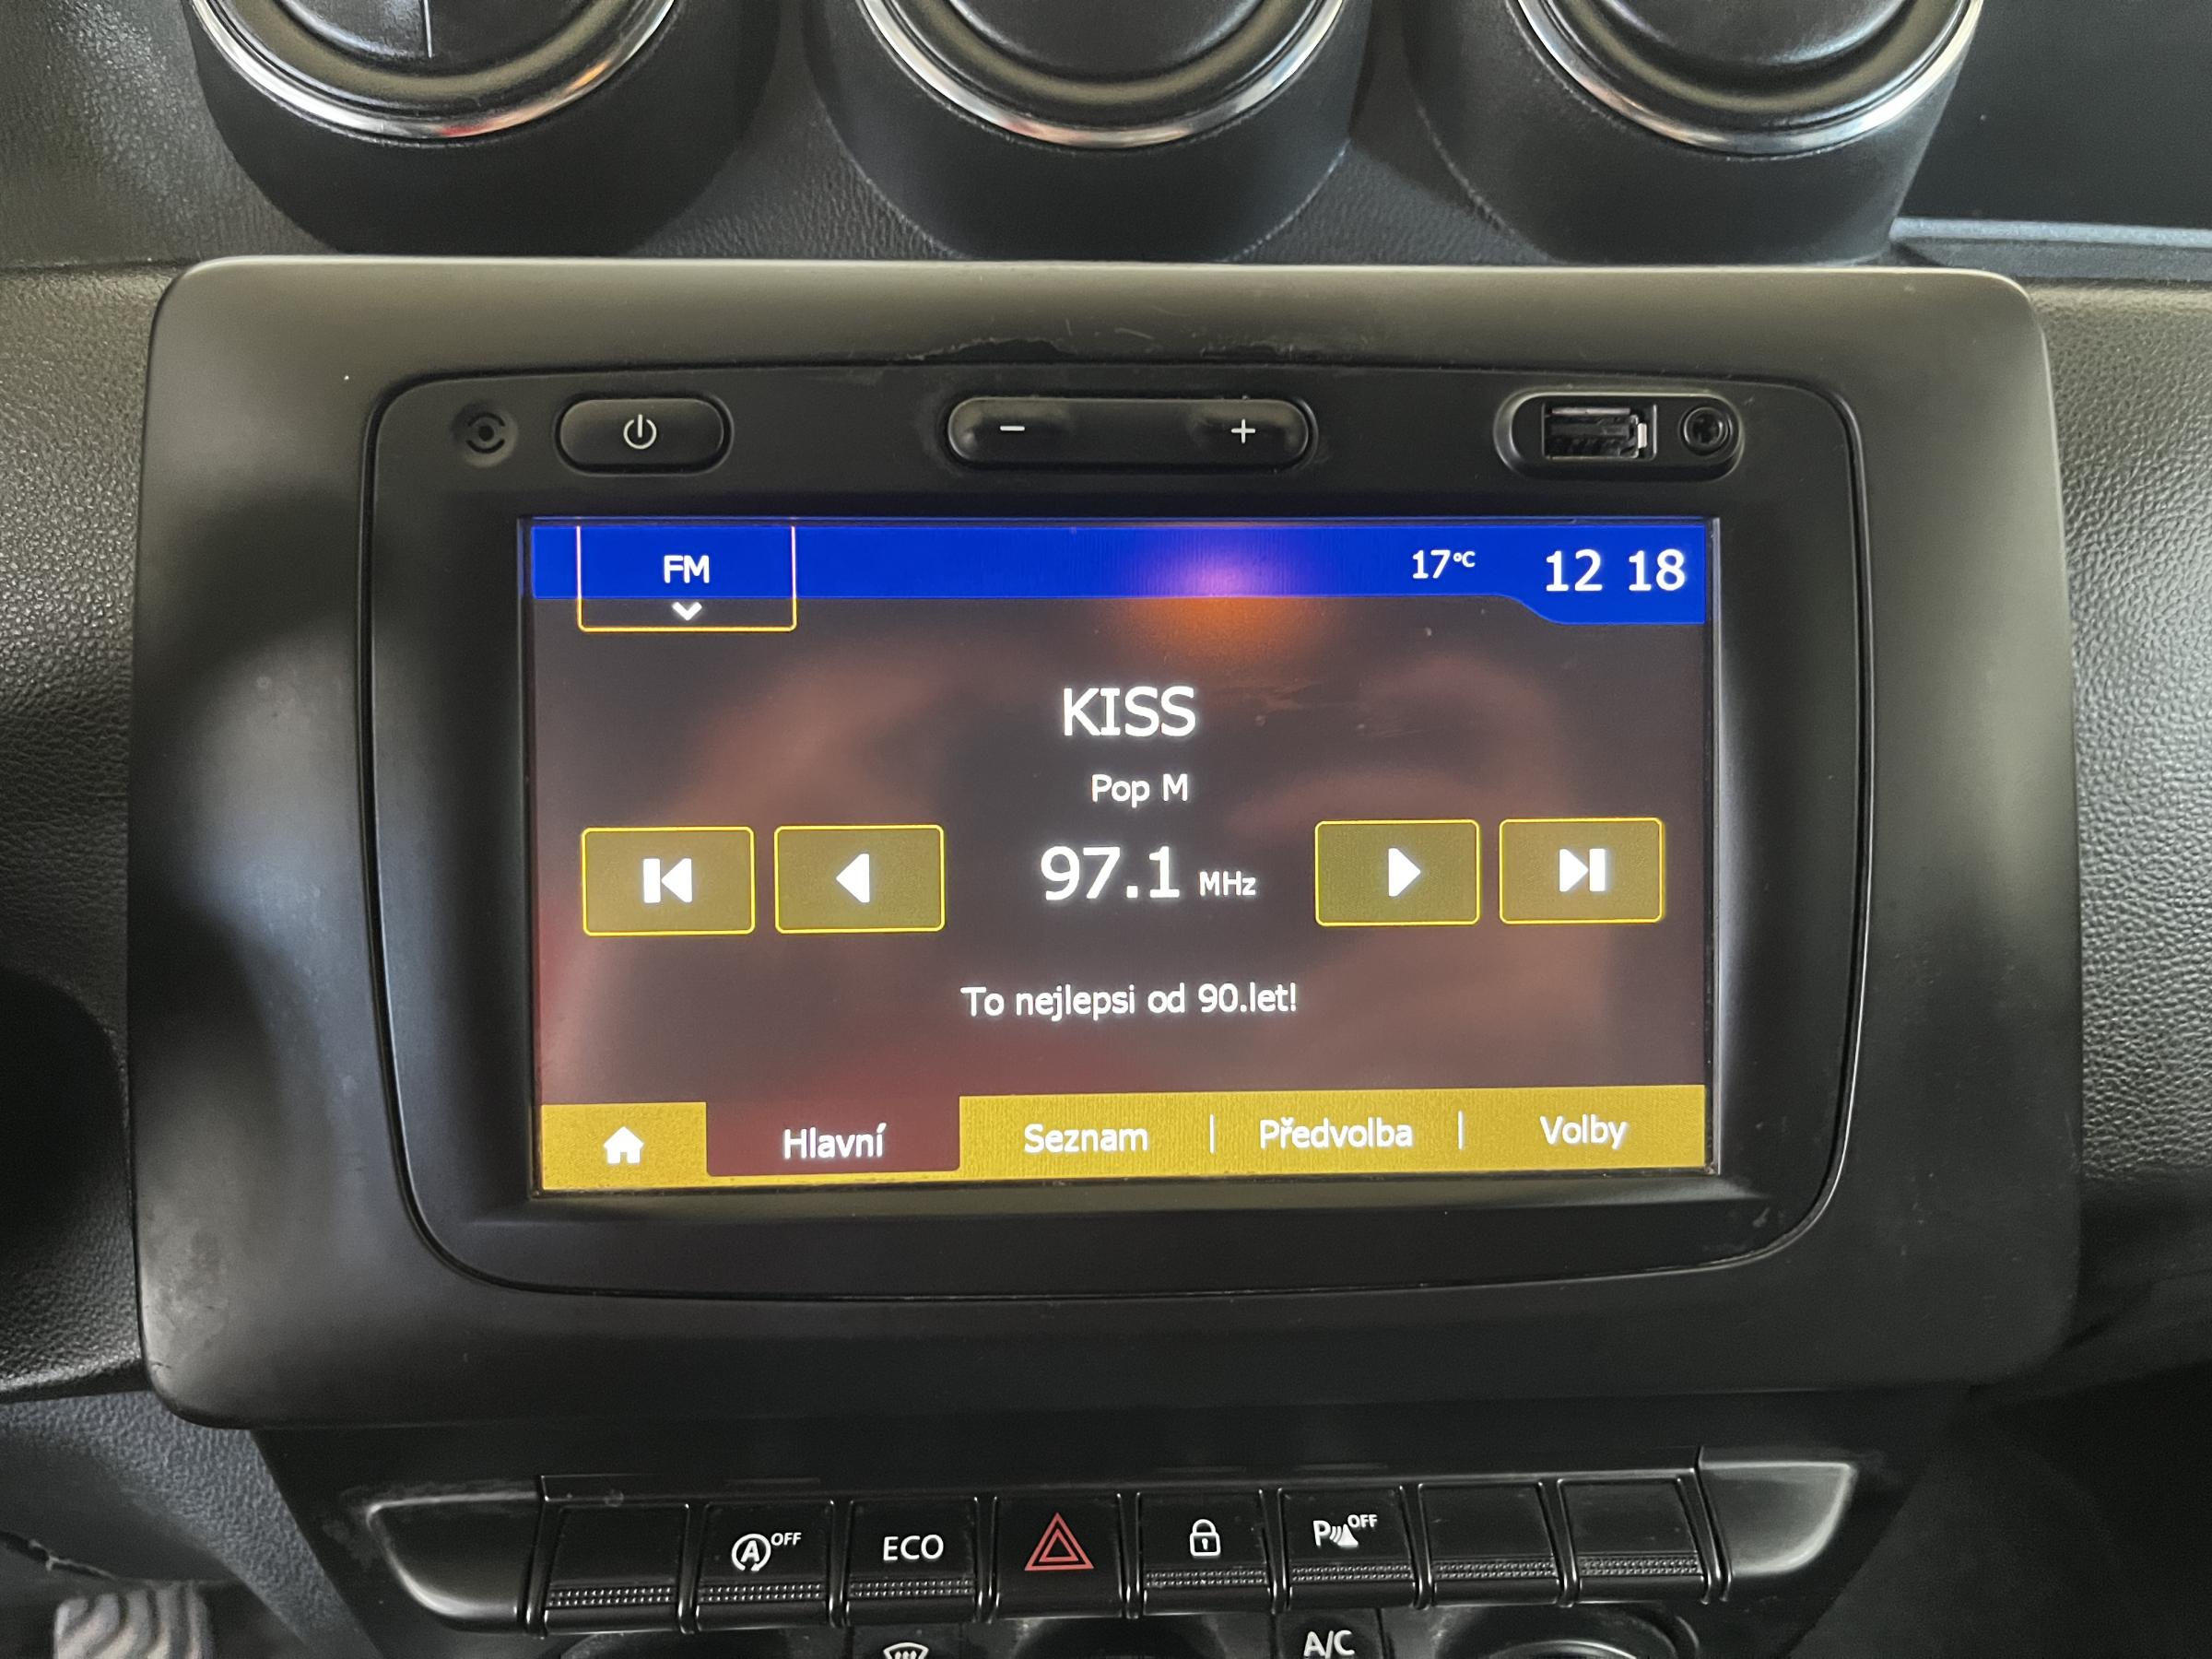 FM
17°C
12 18
KISS
Pop M
97.1 MHz
To nejlepsi od 90.let!
Hlavní
Seznam
Předvolba
Volby
A OFF
ECO
P OFF
A/C